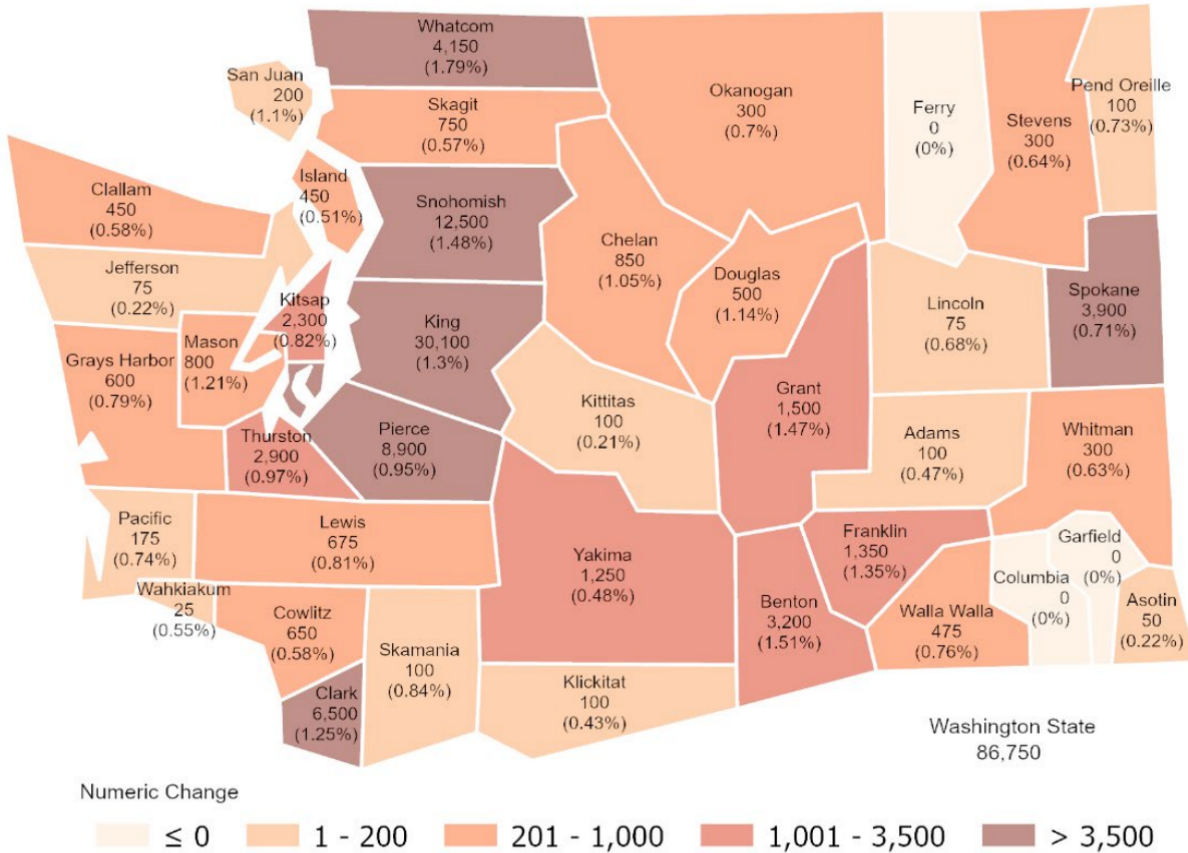 Whatcom
4,150
(1.79%)
San Juan
200
(1.1%)
Skagit
750
(0.57%)
Okanogan
300
(0.7%)
Ferry
0
(0%)
Stevens
300
(0.64%)
Pend Oreille
100
(0.73%)
Clallam
450
(0.58%)
Island
450
(0.51%)
Snohomish
12,500
(1.48%)
Chelan
850
(1.05%)
Douglas
500
(1.14%)
Jefferson
75
(0.22%)
Kitsap
2,300
(0.82%)
King
30,100
(1.3%)
Lincoln
75
(0.68%)
Spokane
3,900
(0.71%)
Grays Harbor
600
(0.79%)
Mason
800
(1.21%)
Kittitas
100
(0.21%)
Grant
1,500
(1.47%)
Adams
100
(0.47%)
Whitman
300
(0.63%)
Thurston
2,900
(0.97%)
Pierce
8,900
(0.95%)
Pacific
175
(0.74%)
Lewis
675
(0.81%)
Yakima
1,250
(0.48%)
Franklin
1,350
(1.35%)
Garfield
0
(0%)
Columbia
0
(0%)
Wahkiakum
25
(0.55%)
Cowlitz
650
(0.58%)
Skamania
100
(0.84%)
Benton
3,200
(1.51%)
Walla Walla
475
(0.76%)
Asotin
50
(0.22%)
Clark
6,500
(1.25%)
Klickitat
100
(0.43%)
Washington State
86,750
Numeric Change
≤ 0
1 - 200
201 - 1,000
1,001 - 3,500
> 3,500